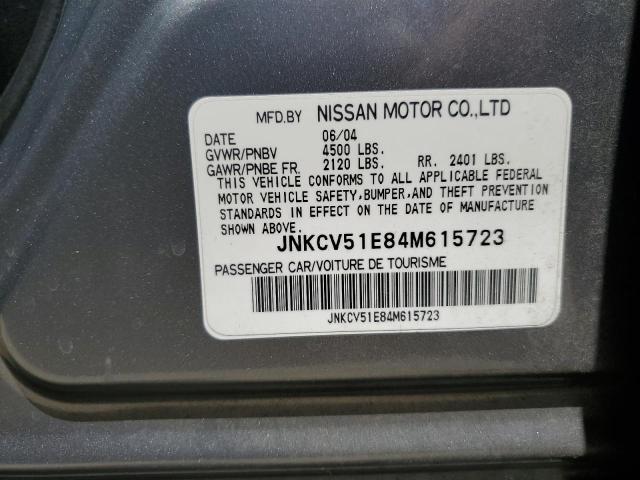 MFD.BY NISSAN MOTOR CO.,LTD
DATE 06/04
GVWR/PNBV 4500 LBS.
GAWR/PNBE FR. 2120 LBS. RR. 2401 LBS.
THIS VEHICLE CONFORMS TO ALL APPLICABLE FEDERAL
MOTOR VEHICLE SAFETY,BUMPER,AND THEFT PREVENTION
STANDARDS IN EFFECT ON THE DATE OF MANUFACTURE
SHOWN ABOVE.
JNKCV51E84M615723
PASSENGER CAR/VOITURE DE TOURISME
JNKCV51E84M615723